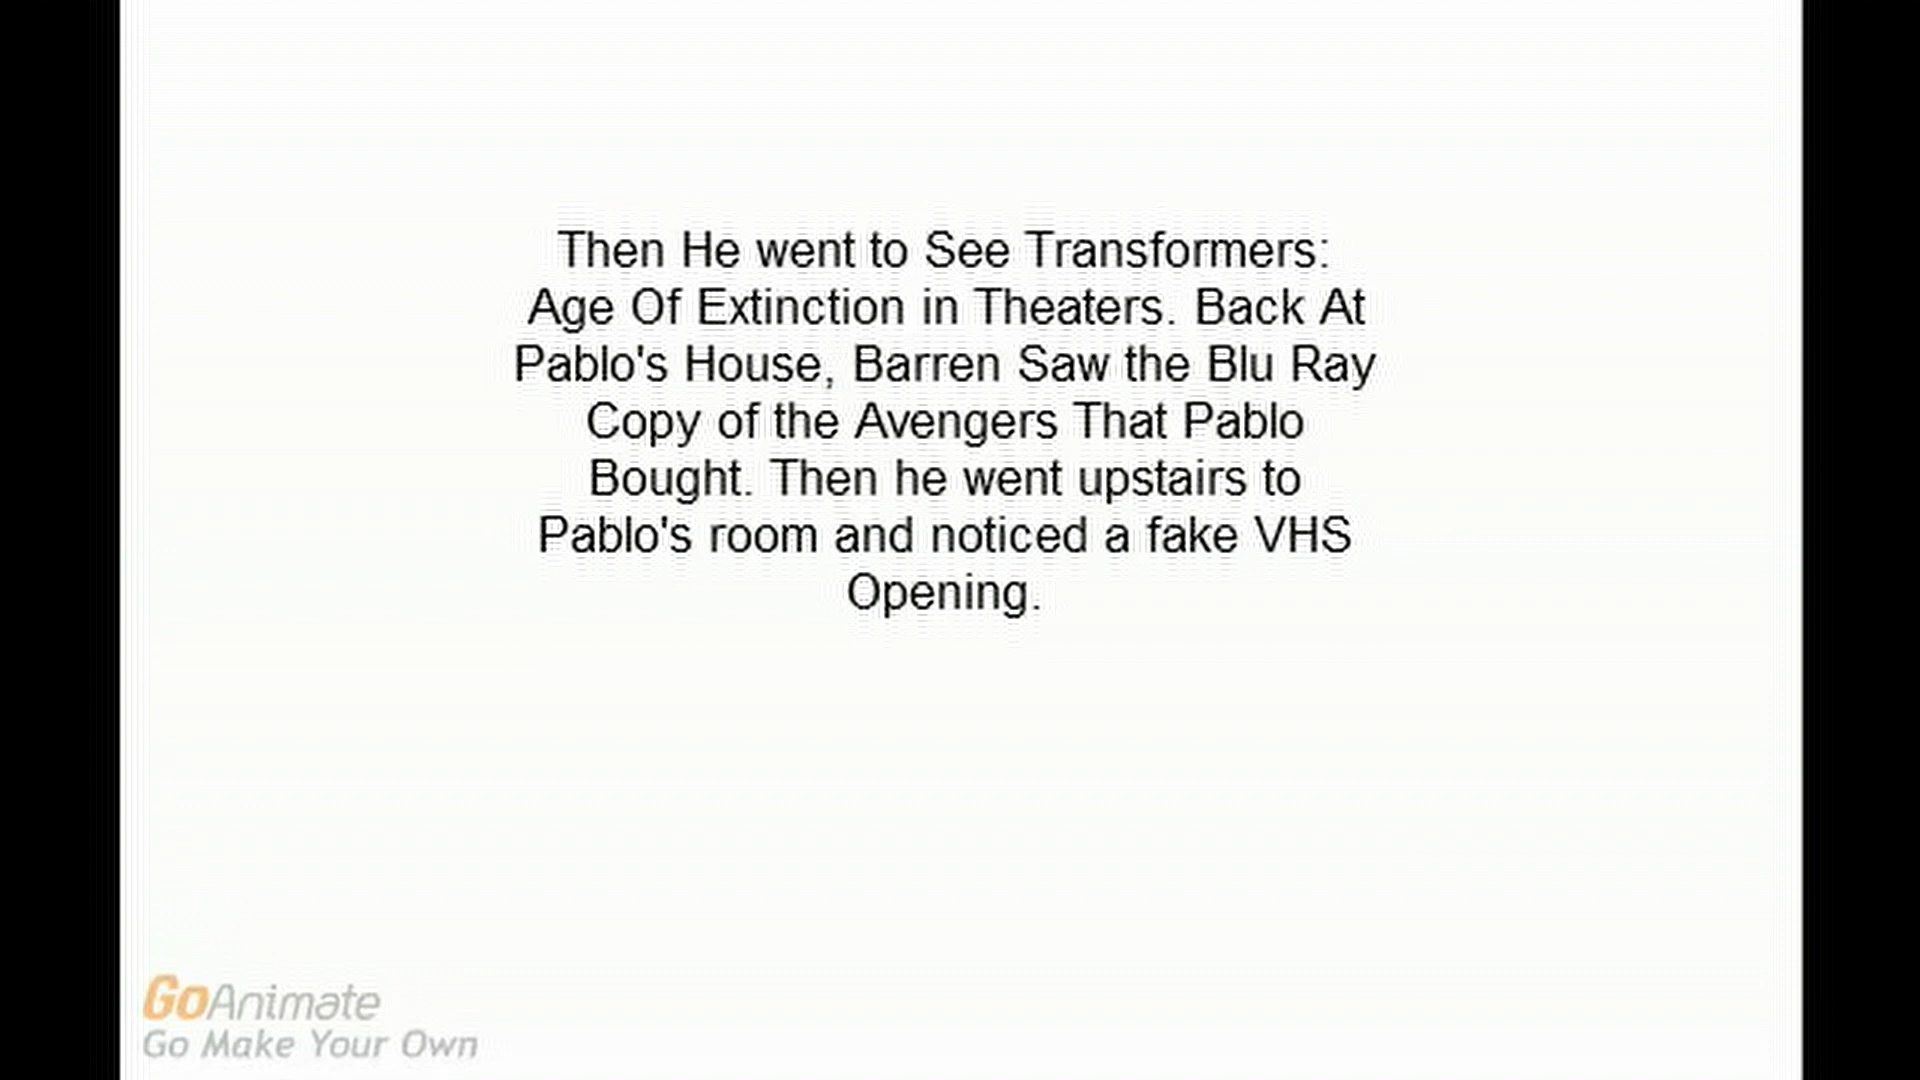 Then He went to See Transformers:
Age Of Extinction in Theaters. Back At
Pablo's House, Barren Saw the Blu Ray
Copy of the Avengers That Pablo
Bought. Then he went upstairs to
Pablo's room and noticed a fake VHS
Opening.
GoAnimate
Go Make Your Own